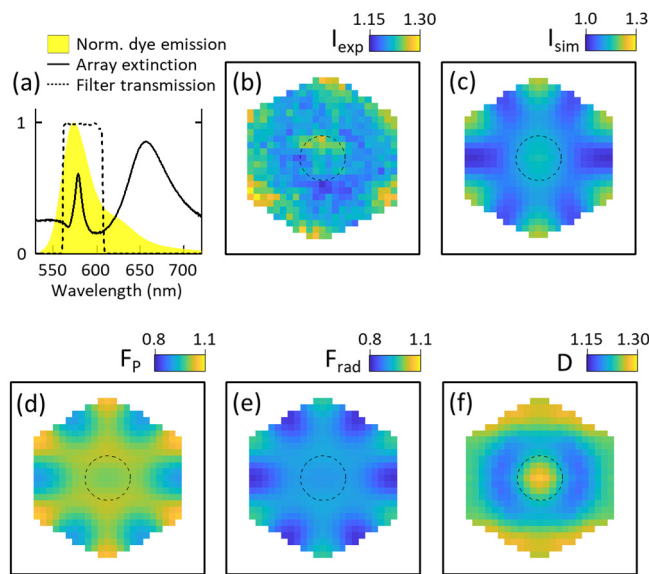 Norm. dye emission
(a) Array extinction
Filter transmission
1
0
550 600 650 700
Wavelength (nm)
1.15 1.30
I_exp
(b)
1.0 1.3
I_sim
(c)
0.8 1.1
F_P
(d)
0.8 1.1
F_rad
(e)
1.15 1.30
D
(f)